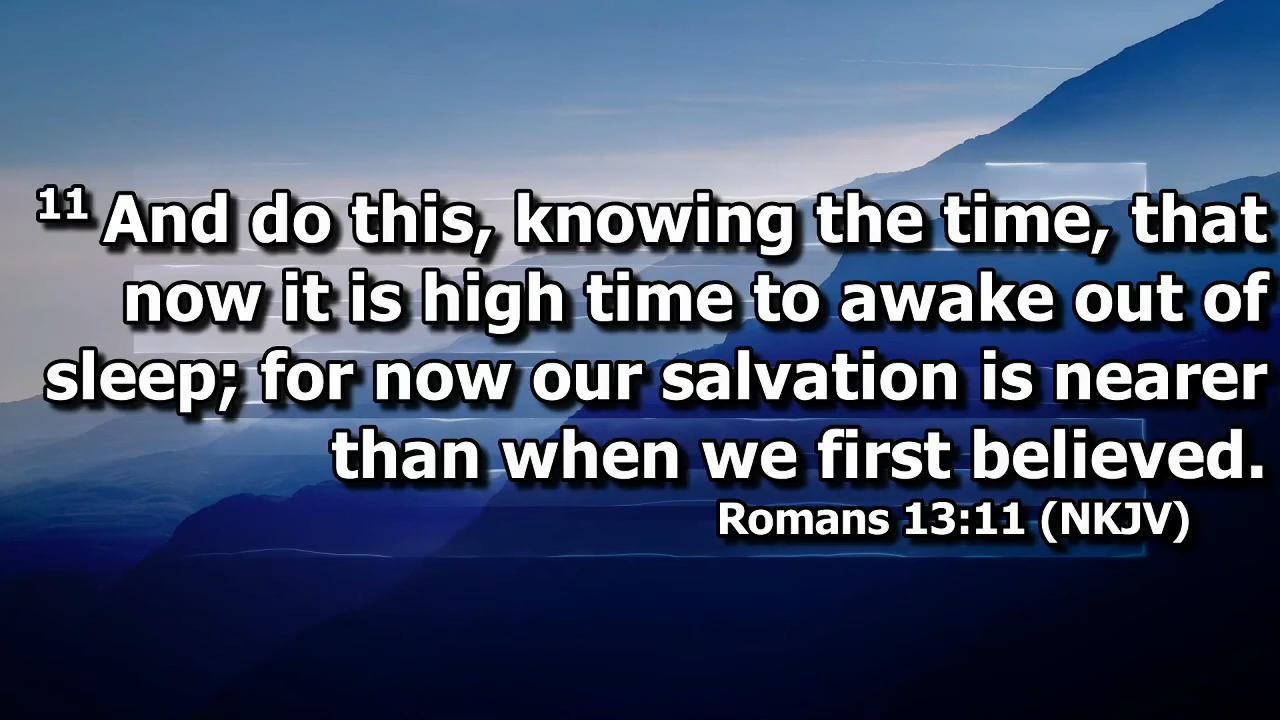 11 And do this, knowing the time, that
now it is high time to awake out of
sleep; for now our salvation is nearer
than when we first believed.
Romans 13:11 (NKJV)